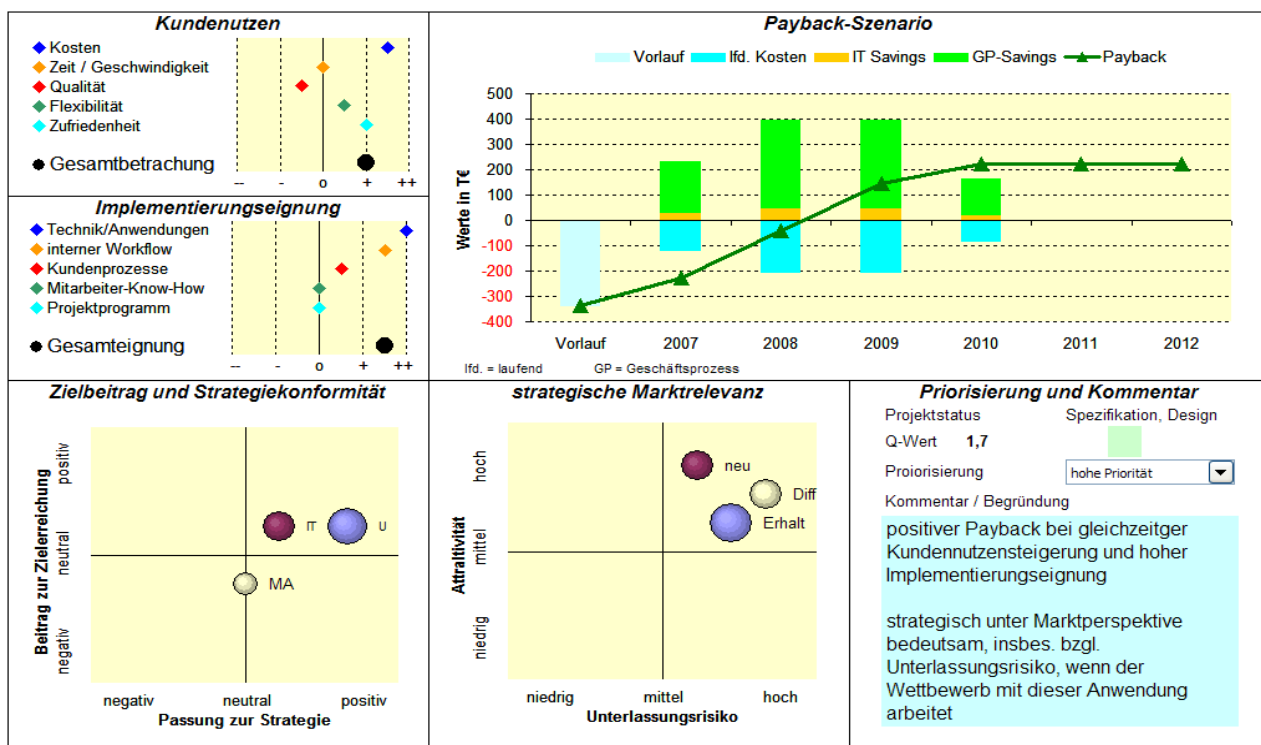 Kundenutzen
Kosten
Zeit / Geschwindigkeit
Qualität
Flexibilität
Zufriedenheit
Gesamtbetrachung
-- - o + ++
Implementierungseignung
Technik/Anwendungen
interner Workflow
Kundenprozesse
Mitarbeiter-Know-How
Projektprogramm
Gesamteignung
-- - o + ++
Payback-Szenario
Vorlauf lfd. Kosten IT Savings GP-Savings Payback
Werte in T€
500
400
300
200
100
0
-100
-200
-300
-400
Vorlauf 2007 2008 2009 2010 2011 2012
lfd. = laufend GP = Geschäftsprozess
Zielbeitrag und Strategiekonformität
Beitrag zur Zielerreichung
positiv
neutral
negativ
IT
U
MA
negativ neutral positiv
Passung zur Strategie
strategische Marktrelevanz
Attraltivität
hoch
mittel
niedrig
neu
Diff
Erhalt
niedrig mittel hoch
Unterlassungsrisiko
Priorisierung und Kommentar
Projektstatus Spezifikation, Design
Q-Wert 1,7
Proiorisierung hohe Priorität
Kommentar / Begründung
positiver Payback bei gleichzeitger
Kundennutzensteigerung und hoher
Implementierungseignung
strategisch unter Marktperspektive
bedeutsam, insbes. bzgl.
Unterlassungsrisiko, wenn der
Wettbewerb mit dieser Anwendung
arbeitet